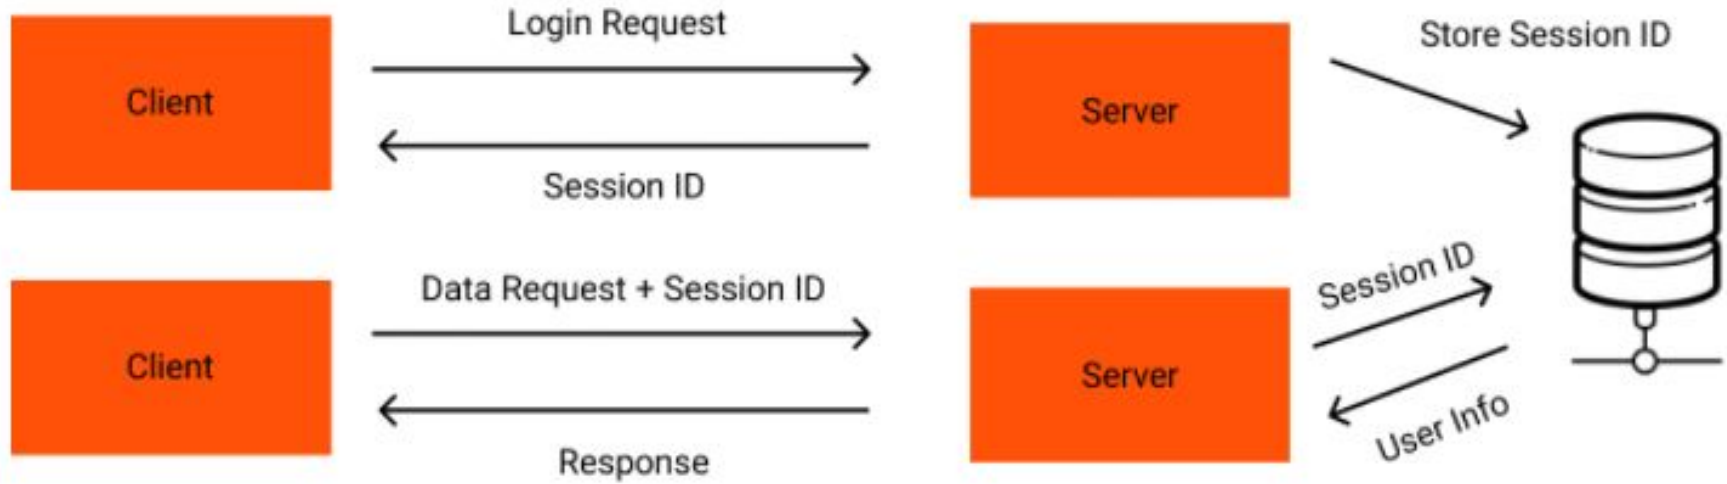 Login Request
Store Session ID
Client
Server
Session ID
Session ID
Data Request + Session ID
Client
Server
User Info
Response